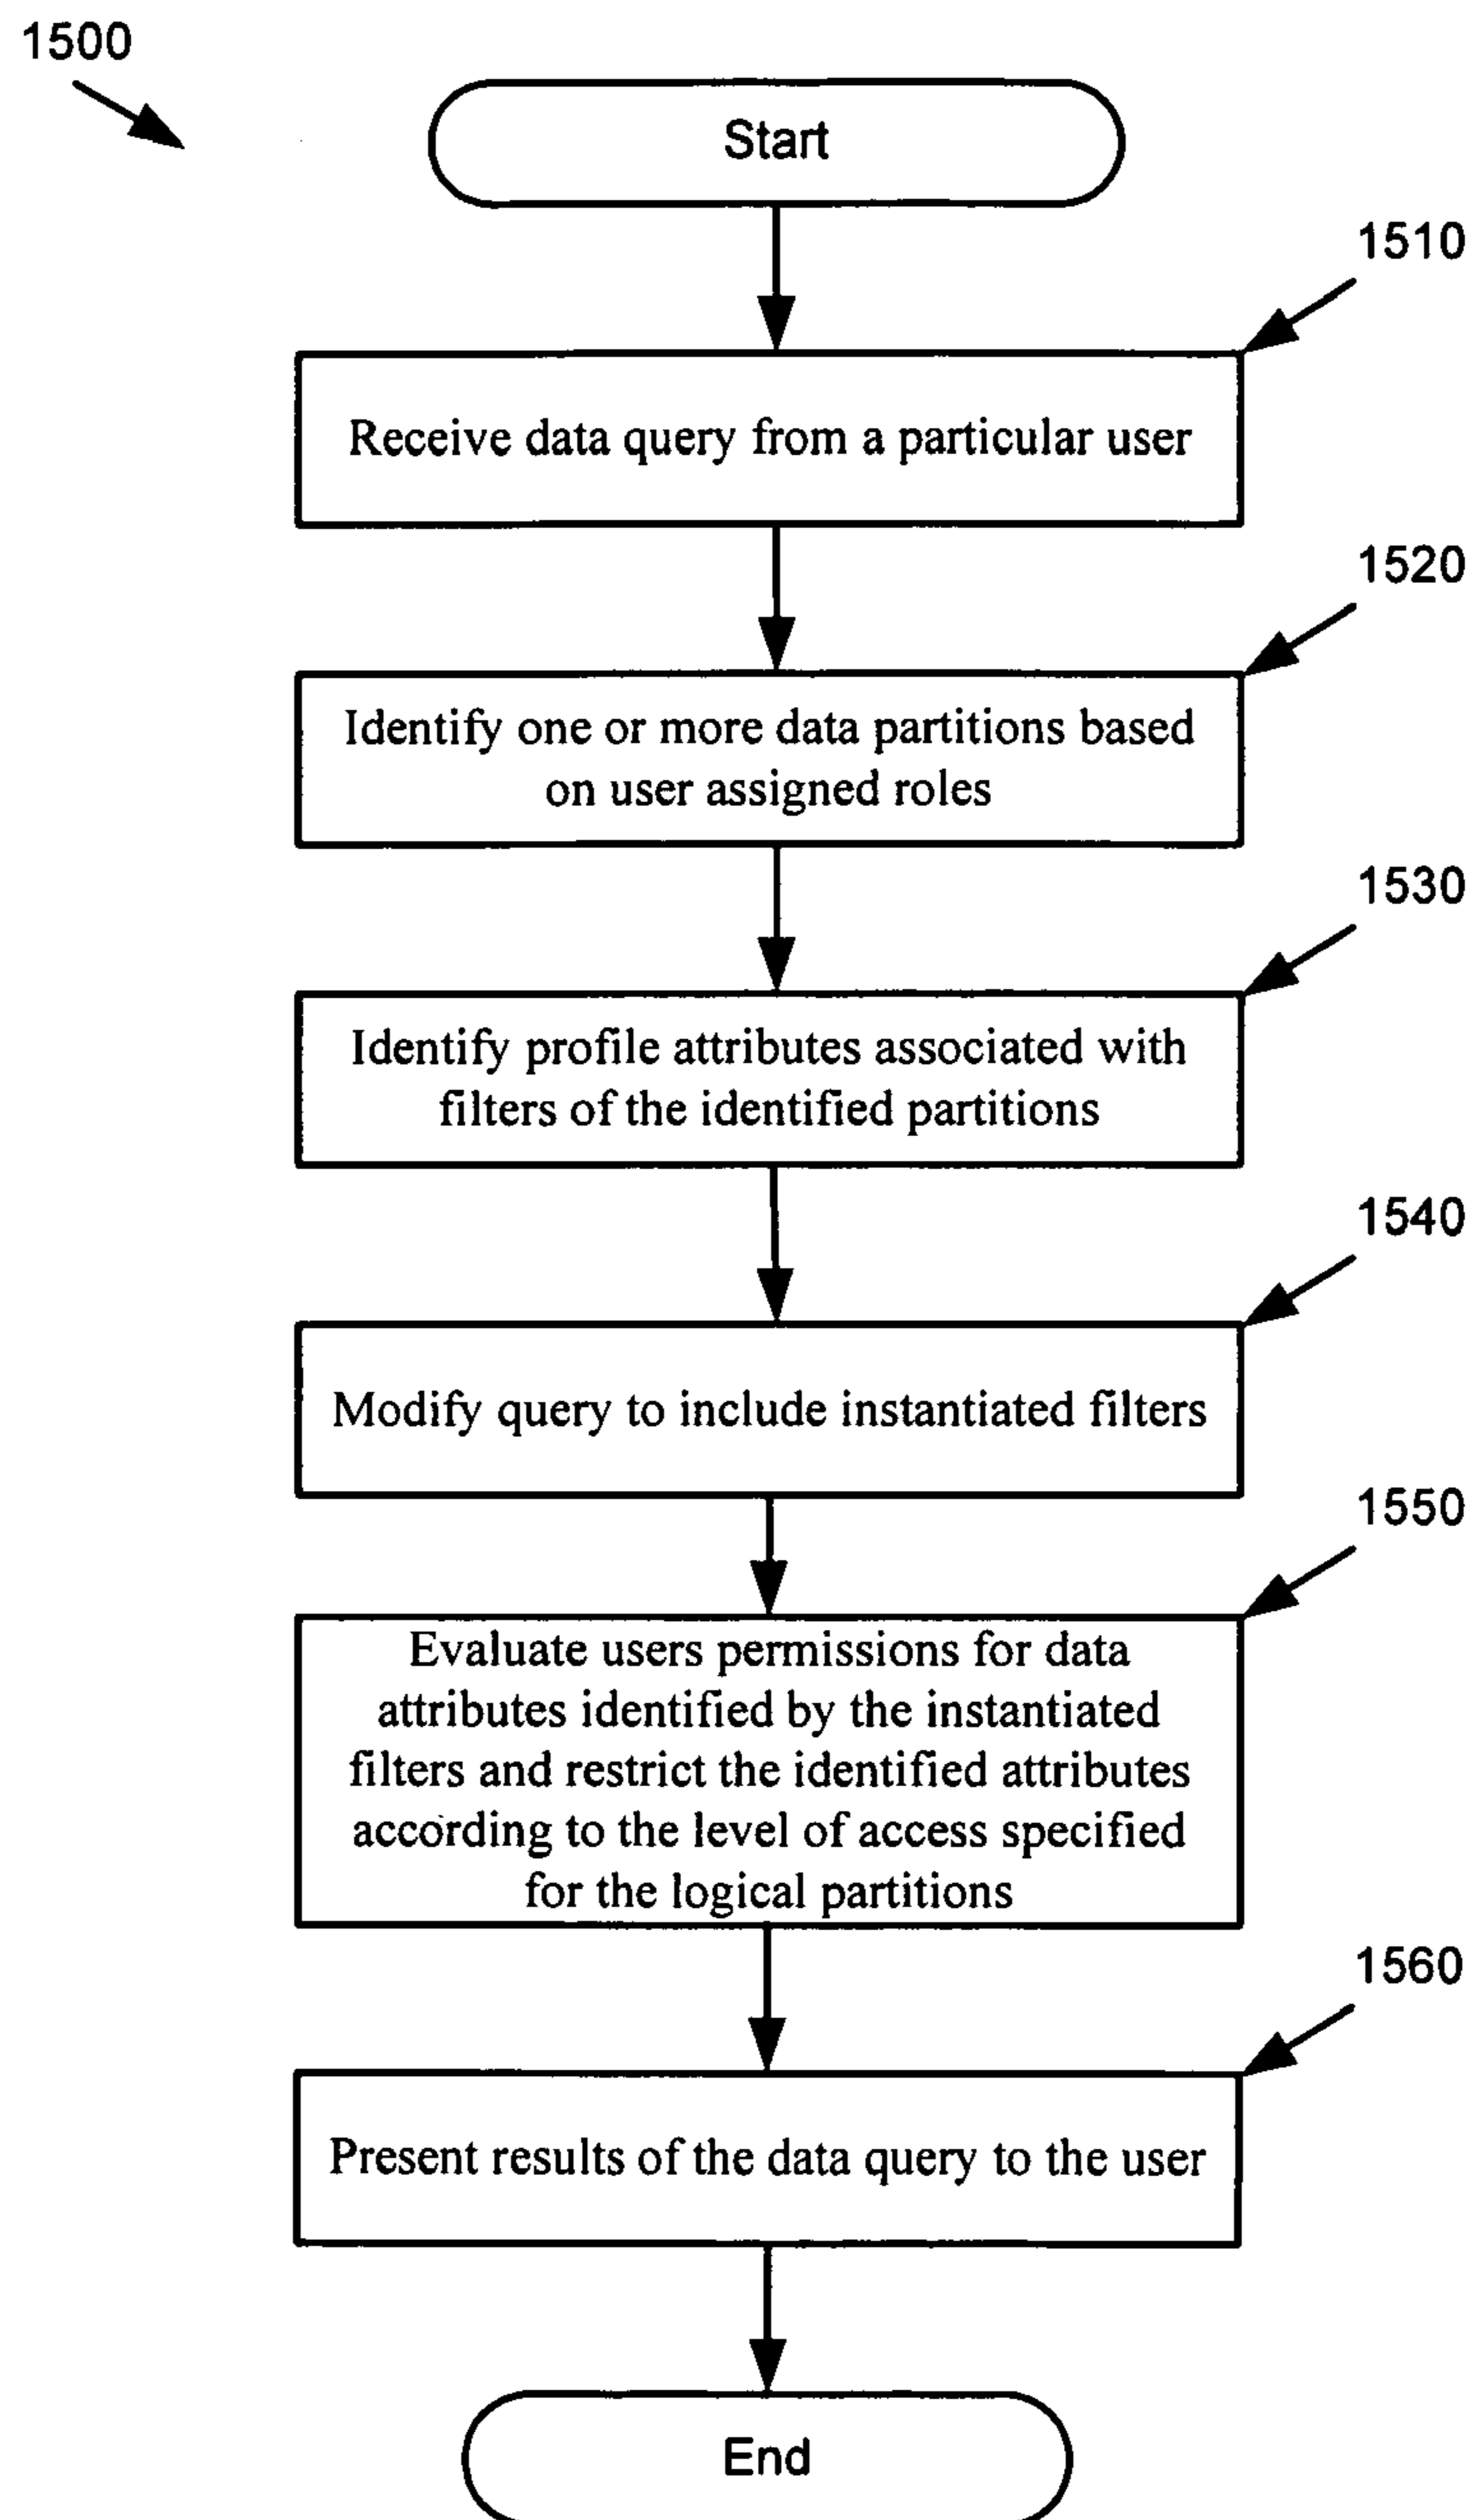 1500
Start
1510
Receive data query from a particular user
1520
Identify one or more data partitions based
on user assigned roles
1530
Identify profile attributes associated with
filters of the identified partitions
1540
Modify query to include instantiated filters
1550
Evaluate users permissions for data
attributes identified by the instantiated
filters and restrict the identified attributes
according to the level of access specified
for the logical partitions
1560
Present results of the data query to the user
End